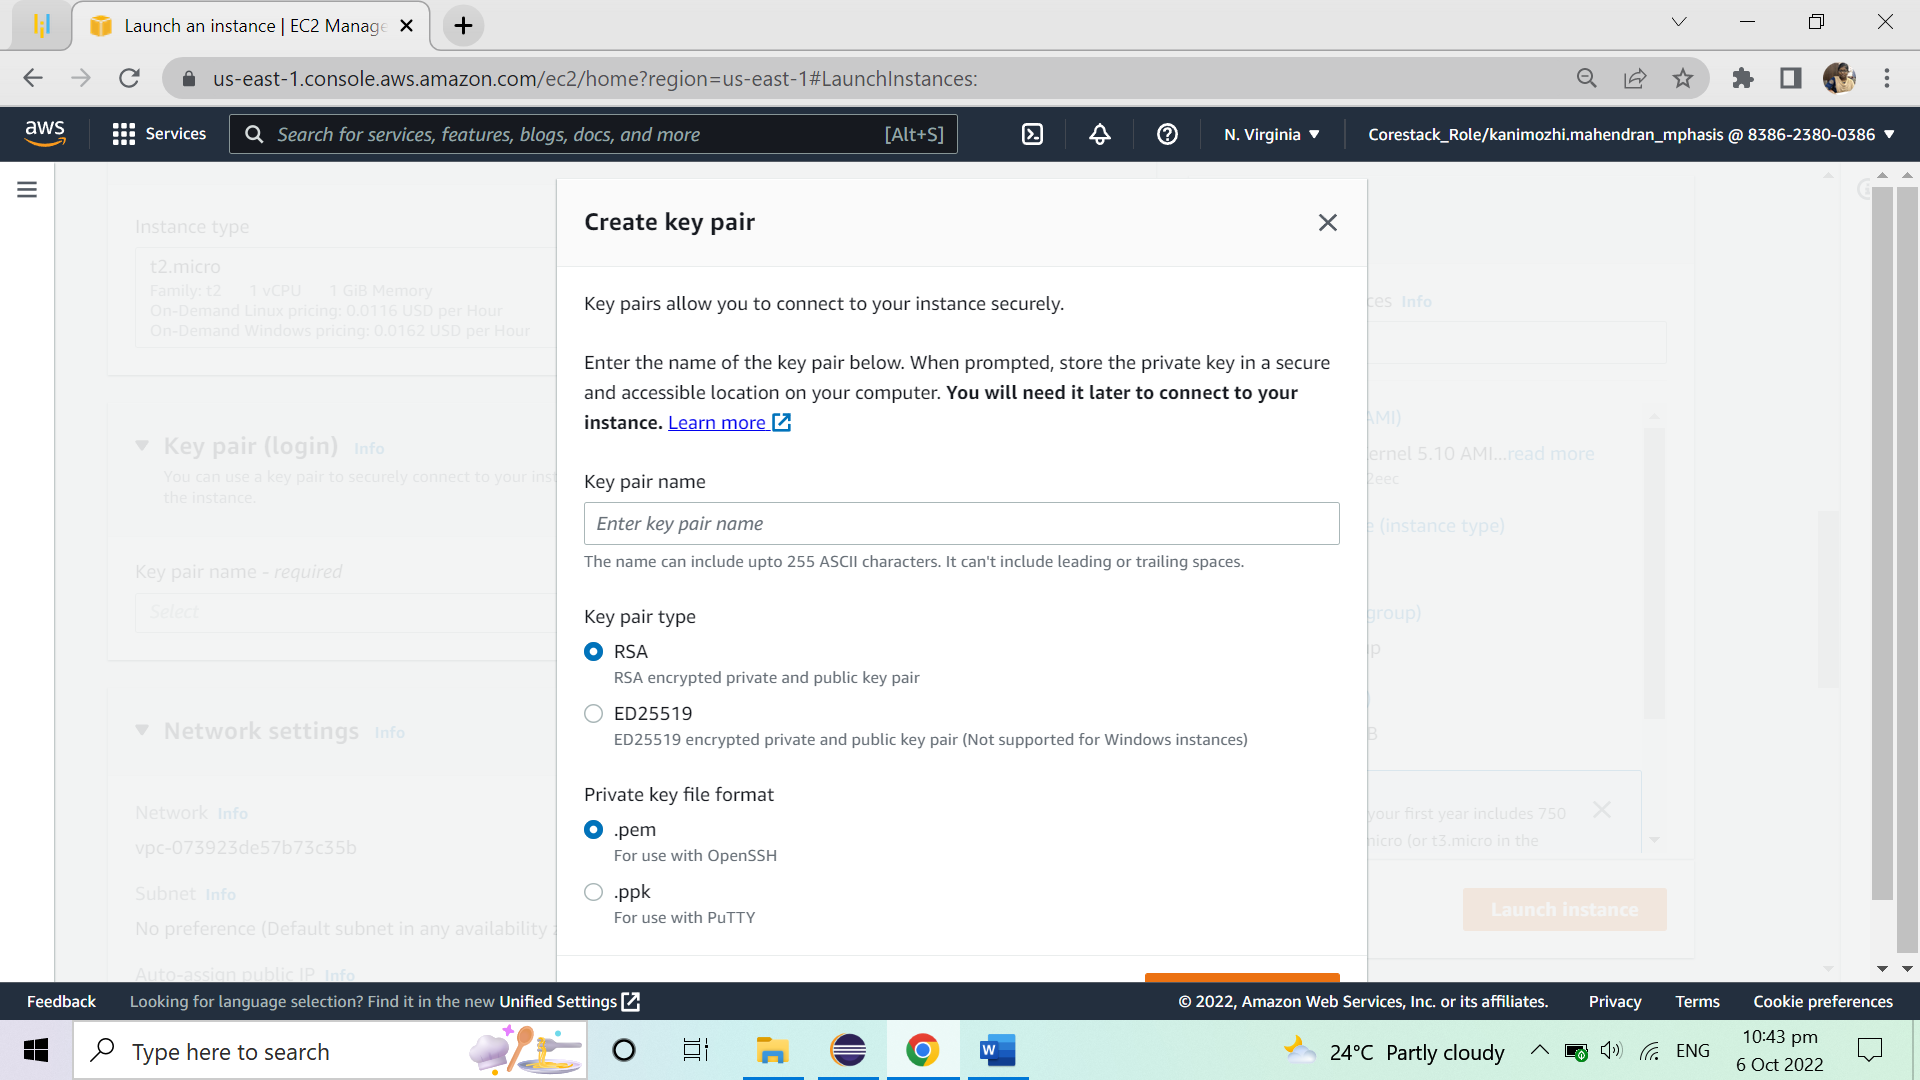 Launch an instance | EC2 Manage
us-east-1.console.aws.amazon.com/ec2/home?region=us-east-1#LaunchInstances:
aws
Services
Search for services, features, blogs, docs, and more
[Alt+S]
N. Virginia
Corestack_Role/kanimozhi.mahendran_mphasis @ 8386-2380-0386
Instance type
t2.micro
Family: t2 1 vCPU 1 GiB Memory
On-Demand Linux pricing: 0.0116 USD per Hour
On-Demand Windows pricing: 0.0162 USD per Hour
Key pair (login) Info
You can use a key pair to securely connect to your inst
the instance.
Key pair name - required
Select
Network settings Info
Network Info
vpc-073923de57b73c35b
Subnet Info
No preference (Default subnet in any availability z
Auto-assign public IP Info
Create key pair
Key pairs allow you to connect to your instance securely.
Enter the name of the key pair below. When prompted, store the private key in a secure
and accessible location on your computer. You will need it later to connect to your
instance. Learn more
Key pair name
Enter key pair name
The name can include upto 255 ASCII characters. It can't include leading or trailing spaces.
Key pair type
RSA
RSA encrypted private and public key pair
ED25519
ED25519 encrypted private and public key pair (Not supported for Windows instances)
Private key file format
.pem
For use with OpenSSH
.ppk
For use with PuTTY
ces Info
AMI)
ernel 5.10 AMI...read more
2eec
e (instance type)
group)
p
)
B
your first year includes 750
micro (or t3.micro in the
Launch instance
Feedback
Looking for language selection? Find it in the new Unified Settings
© 2022, Amazon Web Services, Inc. or its affiliates.
Privacy
Terms
Cookie preferences
Type here to search
W
24°C Partly cloudy
ENG
10:43 pm
6 Oct 2022